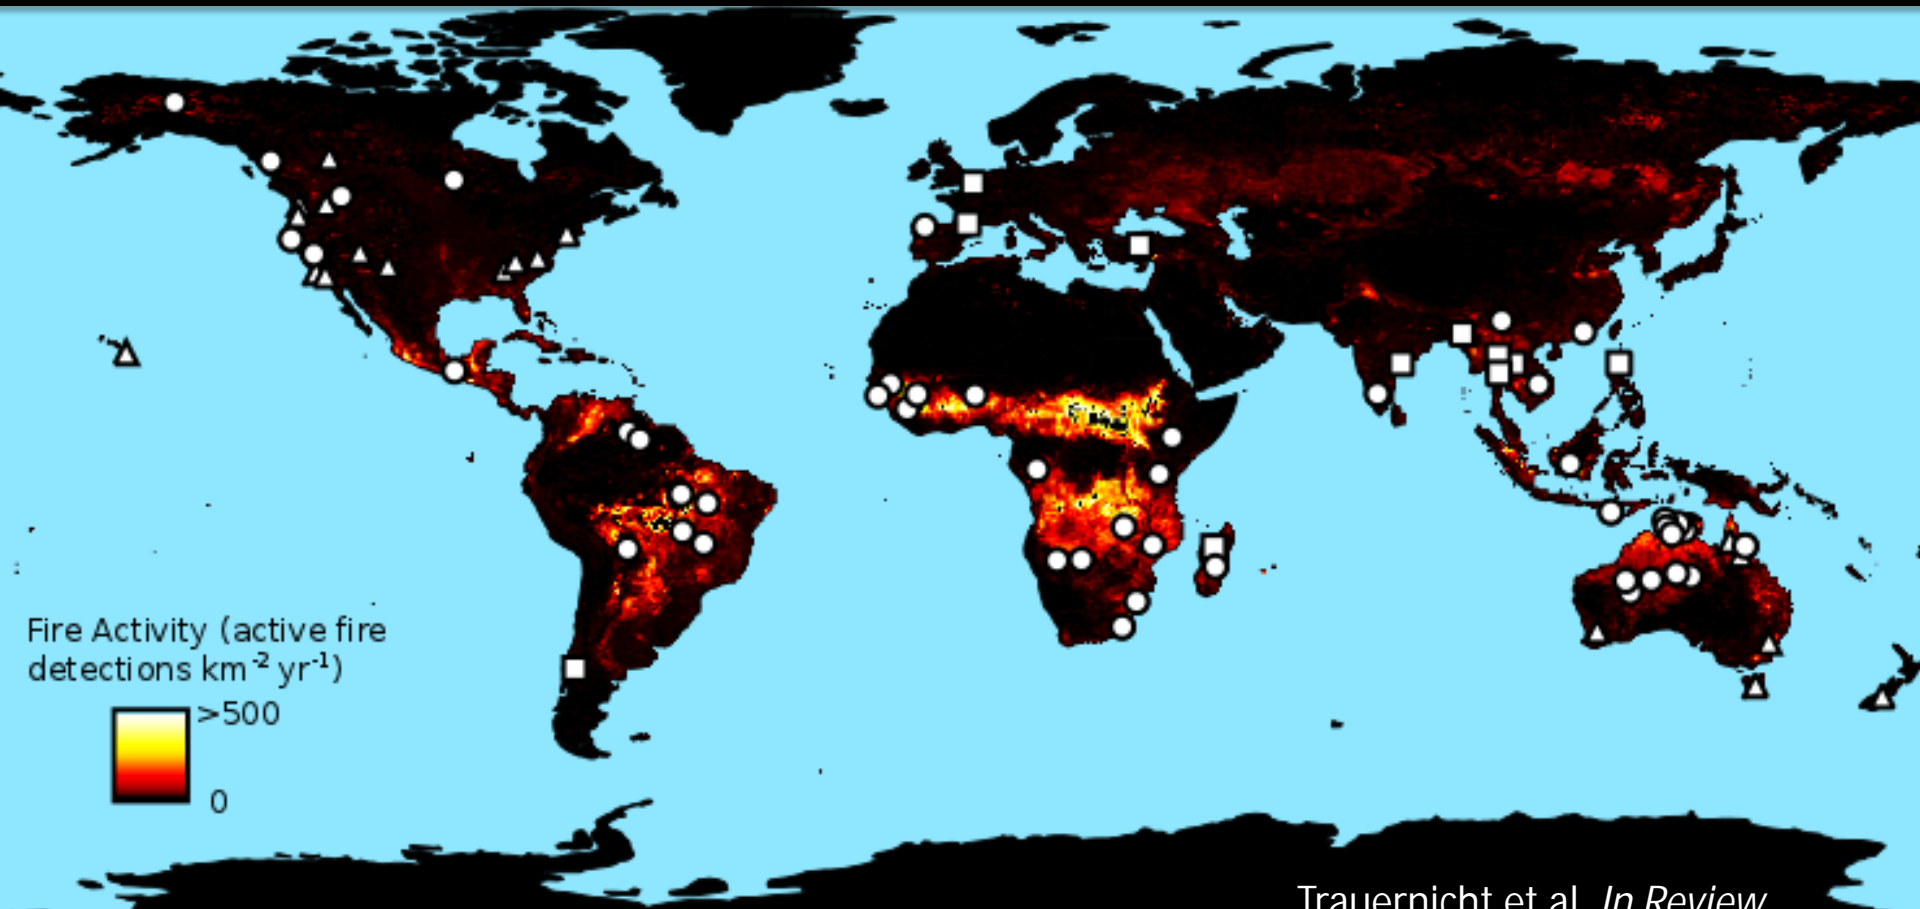 Fire Activity (active fire
detections km⁻² yr⁻¹)
>500
0
Trauernicht et al. In Review